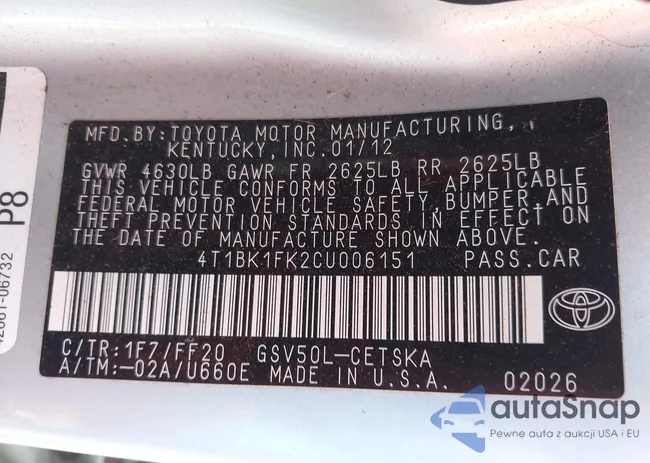 MFD.BY:TOYOTA MOTOR MANUFACTURING,
KENTUCKY,INC.01/12
GVWR 4630LB GAWR FR 2625LB RR 2625LB
THIS VEHICLE CONFORMS TO ALL APPLICABLE
FEDERAL MOTOR VEHICLE SAFETY, BUMPER,AND
THEFT PREVENTION STANDARDS IN EFFECT ON
THE DATE OF MANUFACTURE SHOWN ABOVE.
4T1BK1FK2CU006151 PASS.CAR
C/TR:1F7/FF20 GSV50L-CETSKA
A/TM:-02A/U660E MADE IN U.S.A. 02026
P8
autaSnap
Pewne auta z aukcji USA i EU